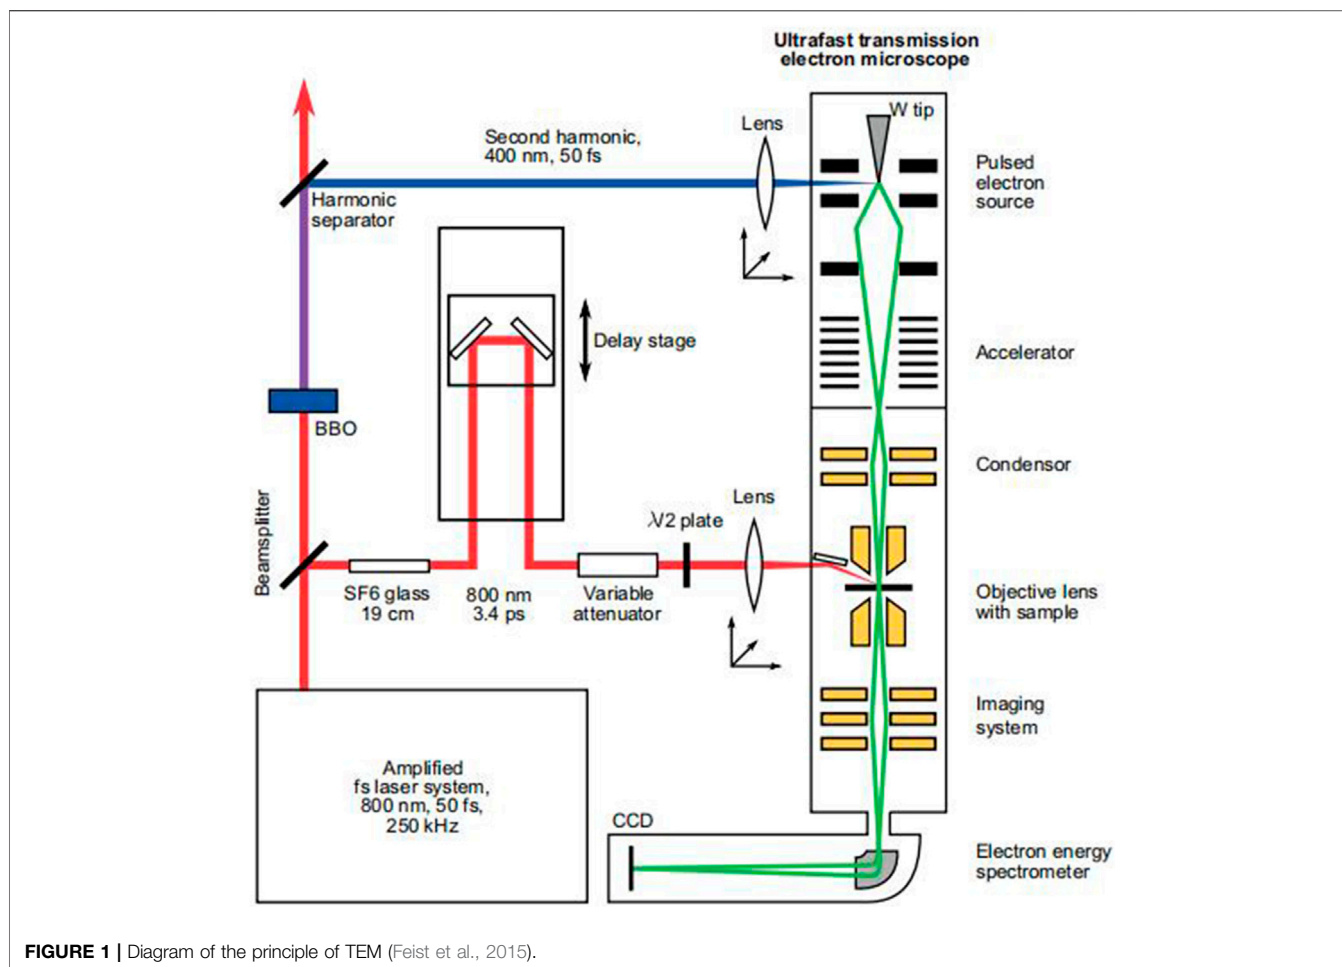 Ultrafast transmission
electron microscope
W tip
Lens
Second harmonic,
400 nm, 50 fs
Pulsed
electron
source
Harmonic
separator
Delay stage
Accelerator
BBO
Condensor
Lens
λ/2 plate
Beamsplitter
SF6 glass
19 cm
800 nm
3.4 ps
Variable
attenuator
Objective lens
with sample
Imaging
system
Amplified
fs laser system,
800 nm, 50 fs,
250 kHz
CCD
Electron energy
spectrometer
FIGURE 1 | Diagram of the principle of TEM (Feist et al., 2015).